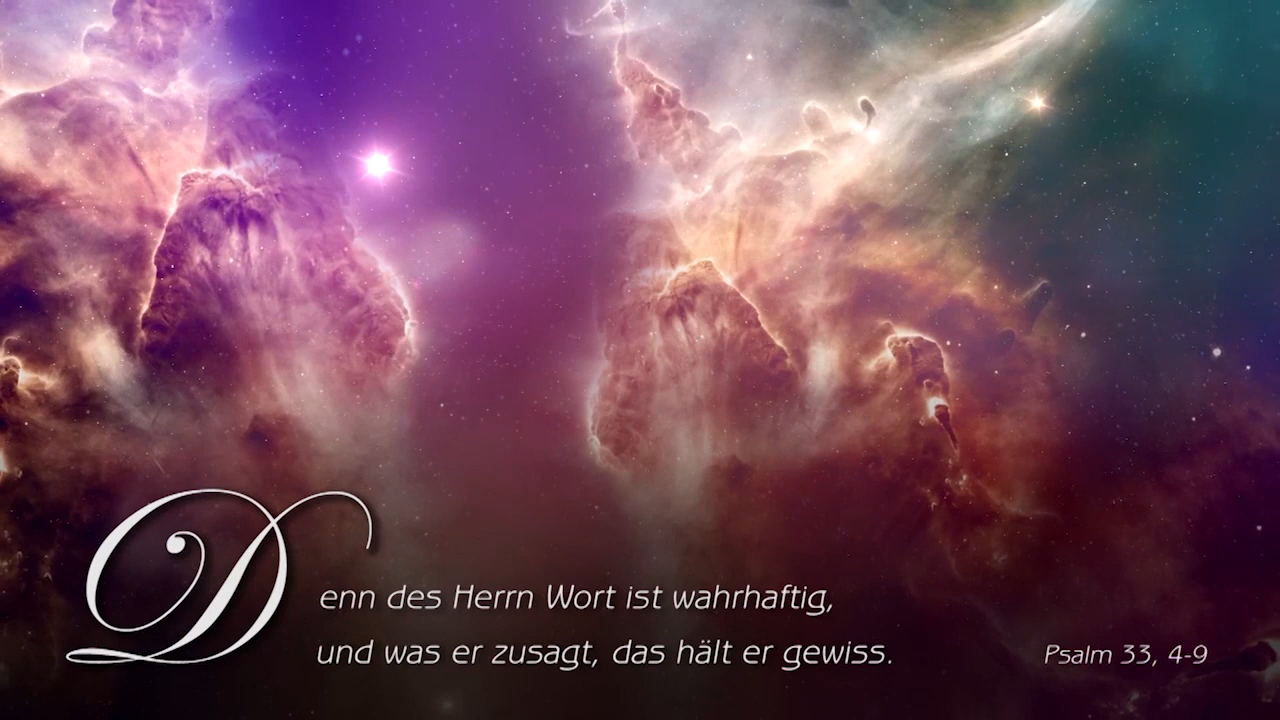 Denn des Herrn Wort ist wahrhaftig,
und was er zusagt, das hält er gewiss.
Psalm 33, 4-9